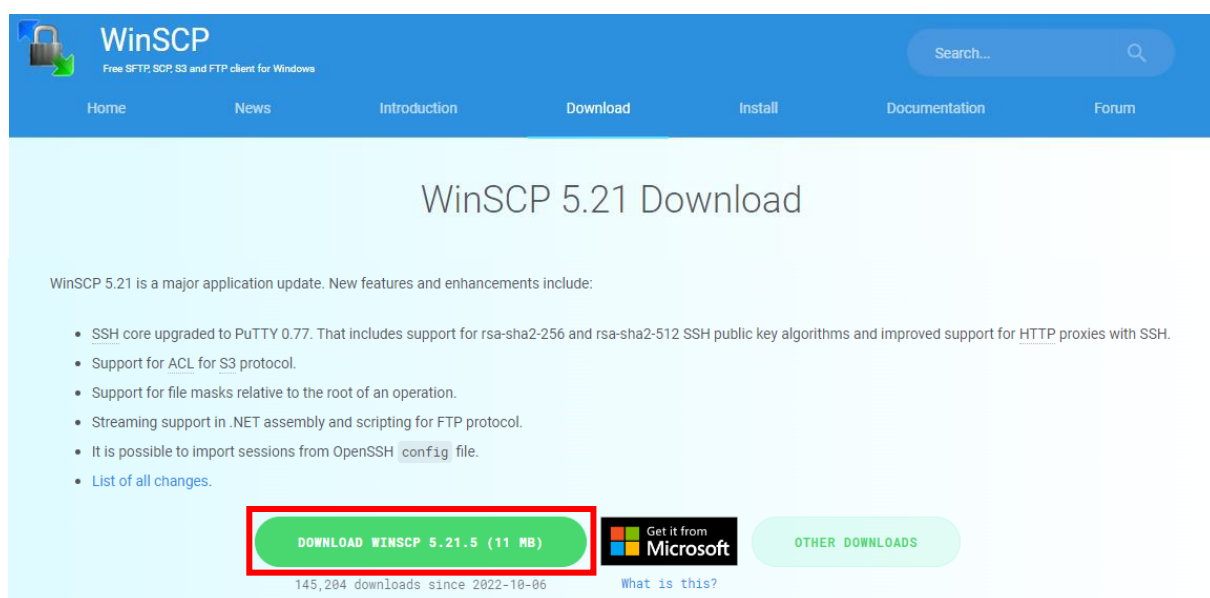 WinSCP
Free SFTP, SCP, S3 and FTP client for Windows
Search...
Home News Introduction Download Install Documentation Forum
WinSCP 5.21 Download
WinSCP 5.21 is a major application update. New features and enhancements include:
SSH core upgraded to PuTTY 0.77. That includes support for rsa-sha2-256 and rsa-sha2-512 SSH public key algorithms and improved support for HTTP proxies with SSH.
Support for ACL for S3 protocol.
Support for file masks relative to the root of an operation.
Streaming support in .NET assembly and scripting for FTP protocol.
It is possible to import sessions from OpenSSH config file.
List of all changes.
DOWNLOAD WINSCP 5.21.5 (11 MB)
Get it from
Microsoft
OTHER DOWNLOADS
145,204 downloads since 2022-10-06
What is this?